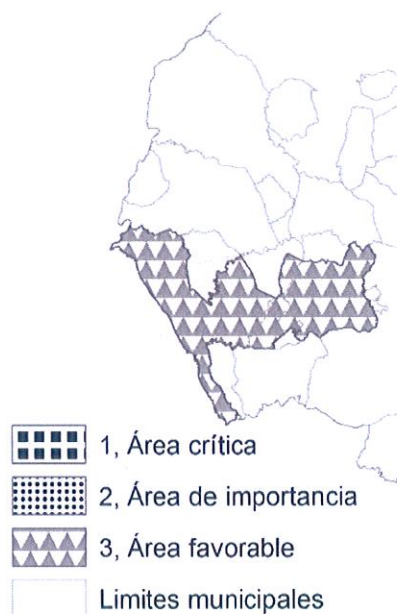 1, Área crítica
2, Área de importancia
3, Área favorable
Limites municipales